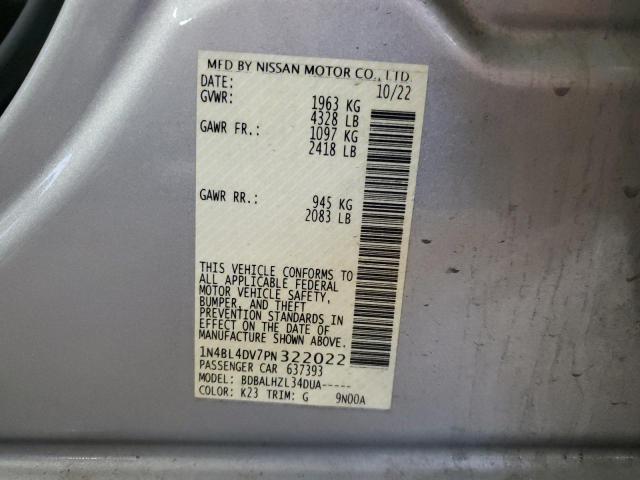 MFD BY NISSAN MOTOR CO., LTD.
DATE: 10/22
GVWR: 1963 KG
4328 LB
GAWR FR.: 1097 KG
2418 LB
GAWR RR.: 945 KG
2083 LB
THIS VEHICLE CONFORMS TO
ALL APPLICABLE FEDERAL
MOTOR VEHICLE SAFETY,
BUMPER, AND THEFT
PREVENTION STANDARDS IN
EFFECT ON THE DATE OF
MANUFACTURE SHOWN ABOVE.
1N4BL4DV7PN322022
PASSENGER CAR 637393
MODEL: BDBALHZL34DUA-----
COLOR: K23 TRIM: G 9N00A